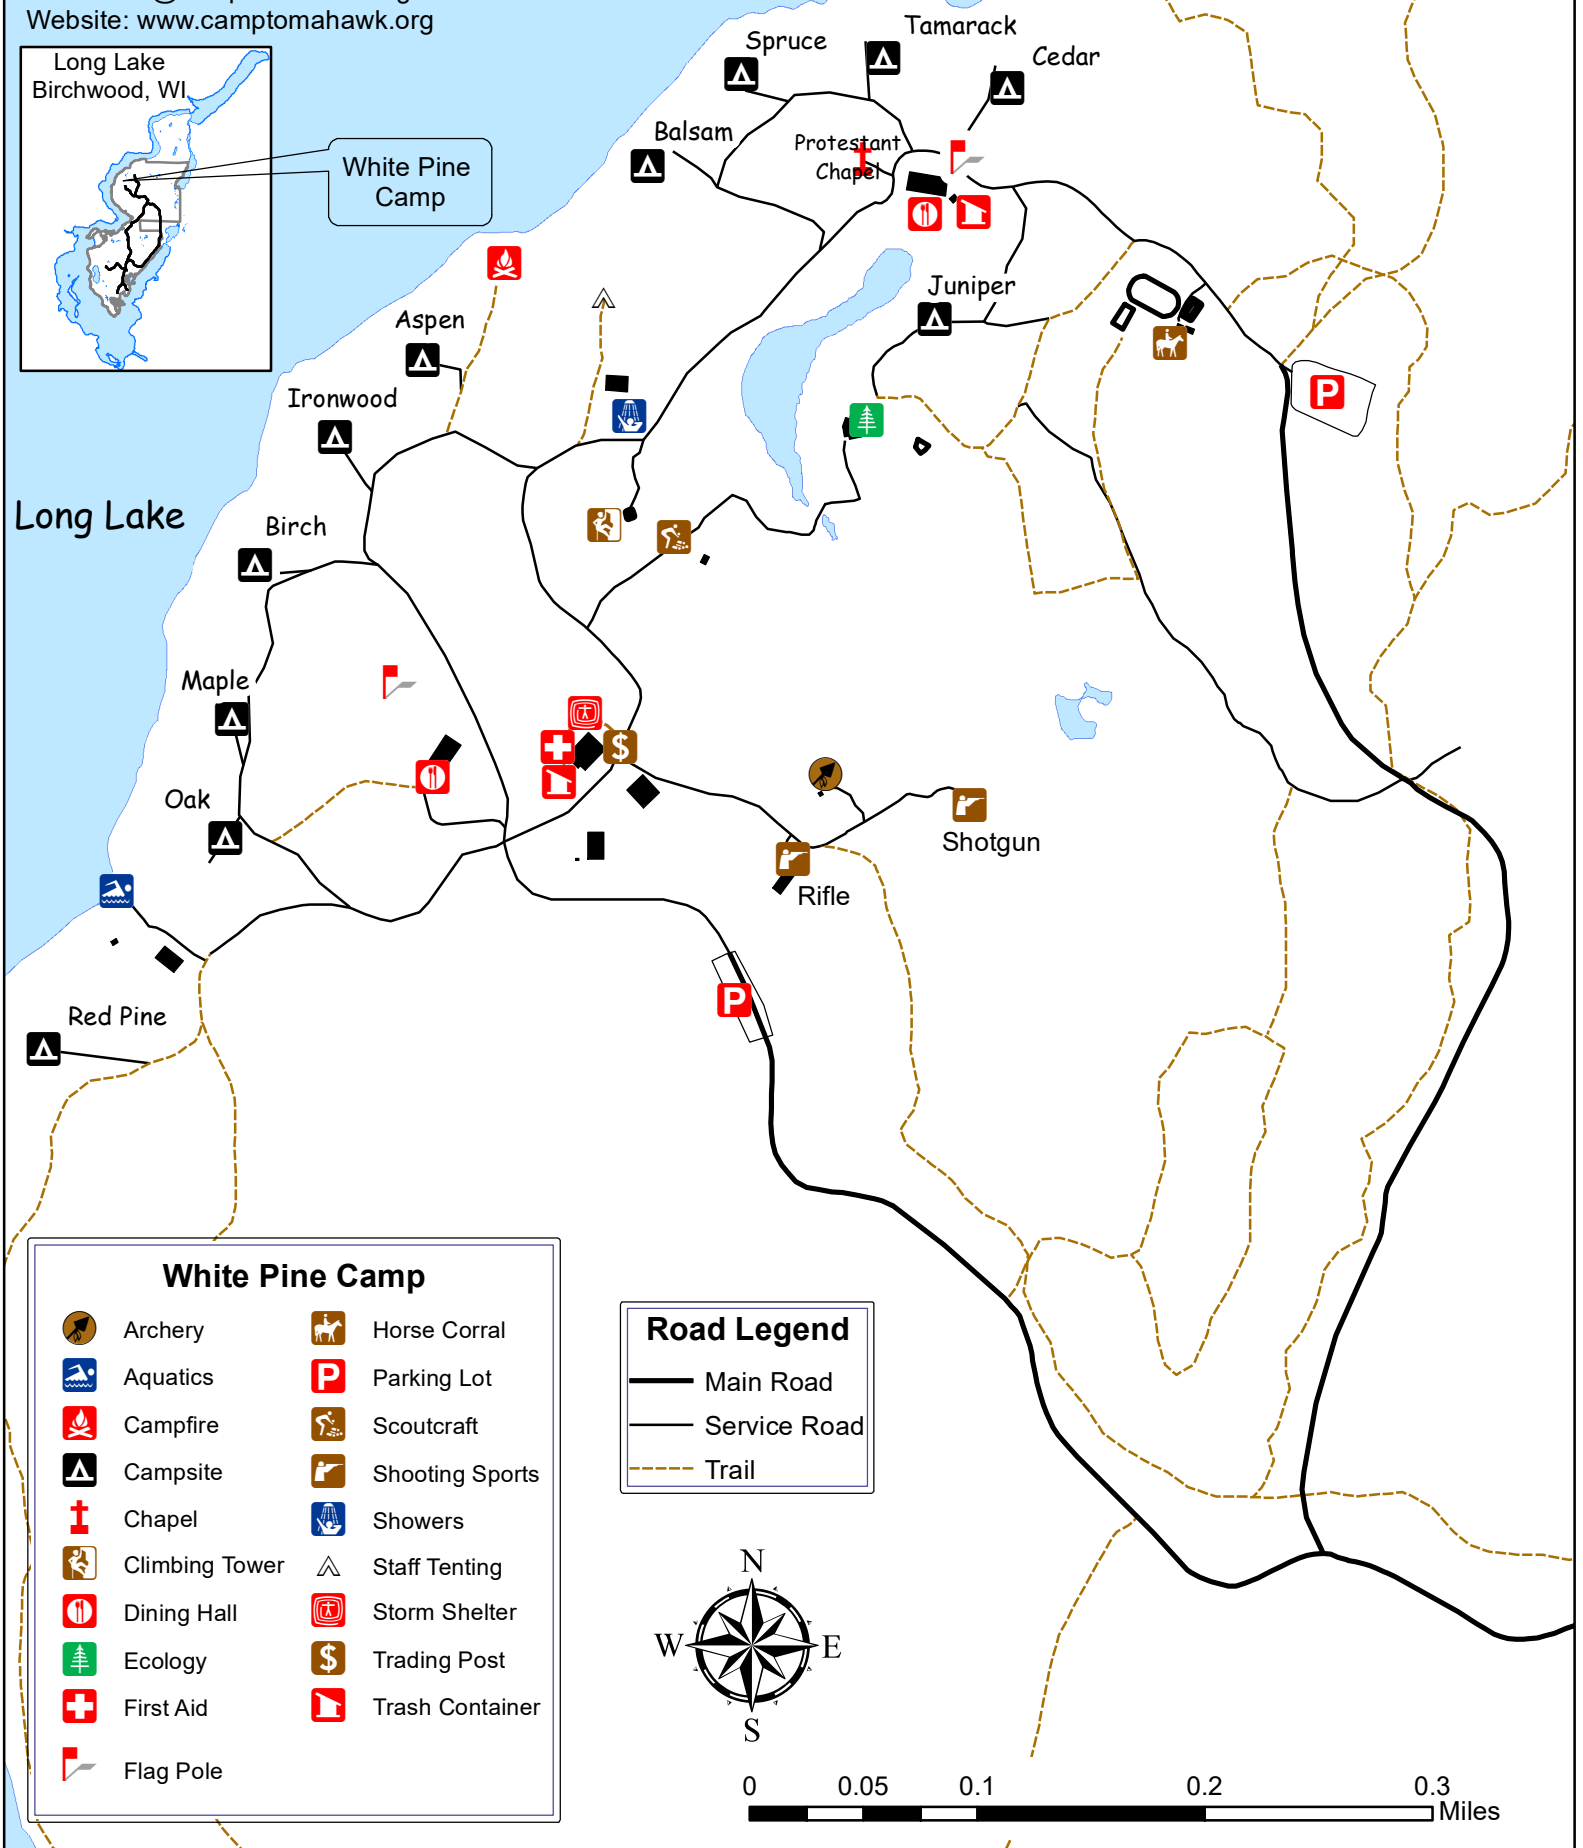 Website: www.camptomahawk.org
Long Lake
Birchwood, WI
White Pine
Camp
Spruce
Tamarack
Cedar
Balsam
Protestant
Chapel
Juniper
Aspen
Ironwood
Long Lake
Birch
Maple
Oak
Shotgun
Rifle
Red Pine
P
P
$
White Pine Camp
Archery
Aquatics
Campfire
Campsite
Chapel
Climbing Tower
Dining Hall
Ecology
First Aid
Flag Pole
Horse Corral
P Parking Lot
Scoutcraft
Shooting Sports
Showers
Staff Tenting
Storm Shelter
$ Trading Post
Trash Container
Road Legend
Main Road
Service Road
Trail
N
W E
S
0 0.05 0.1 0.2 0.3
Miles